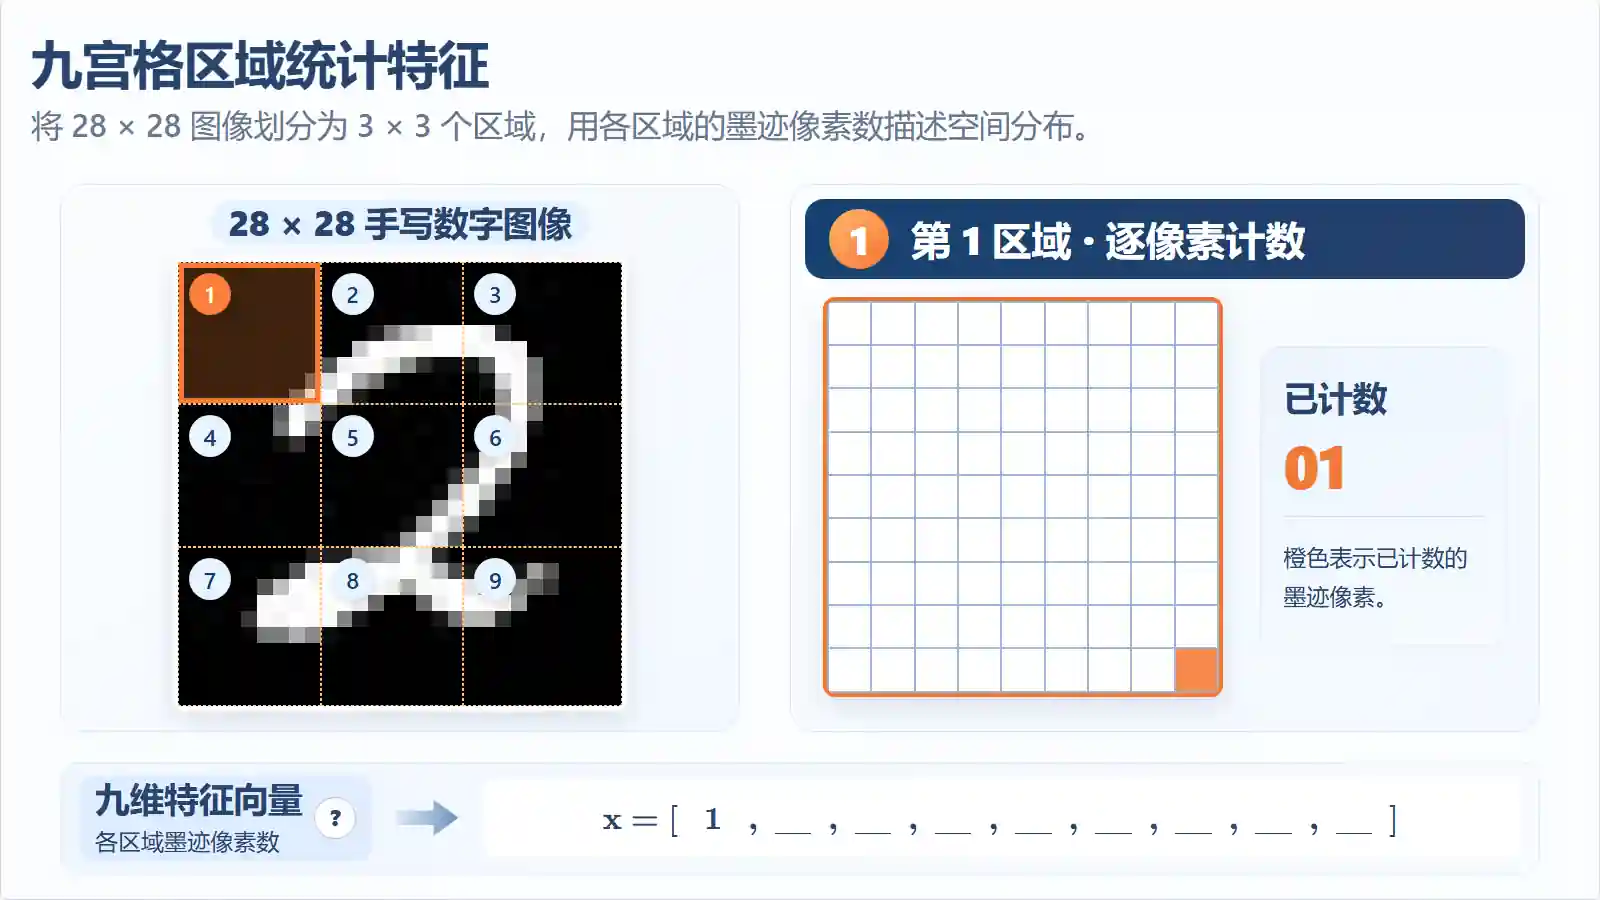 九宫格区域统计特征
将 28 × 28 图像划分为 3 × 3 个区域，用各区域的墨迹像素数描述空间分布。
28 × 28 手写数字图像
1 2 3
4 5 6
7 8 9
1 第 1 区域 · 逐像素计数
已计数
01
橙色表示已计数的
墨迹像素。
九维特征向量
各区域墨迹像素数
?
x = [ 1 , __ , __ , __ , __ , __ , __ , __ , __ ]